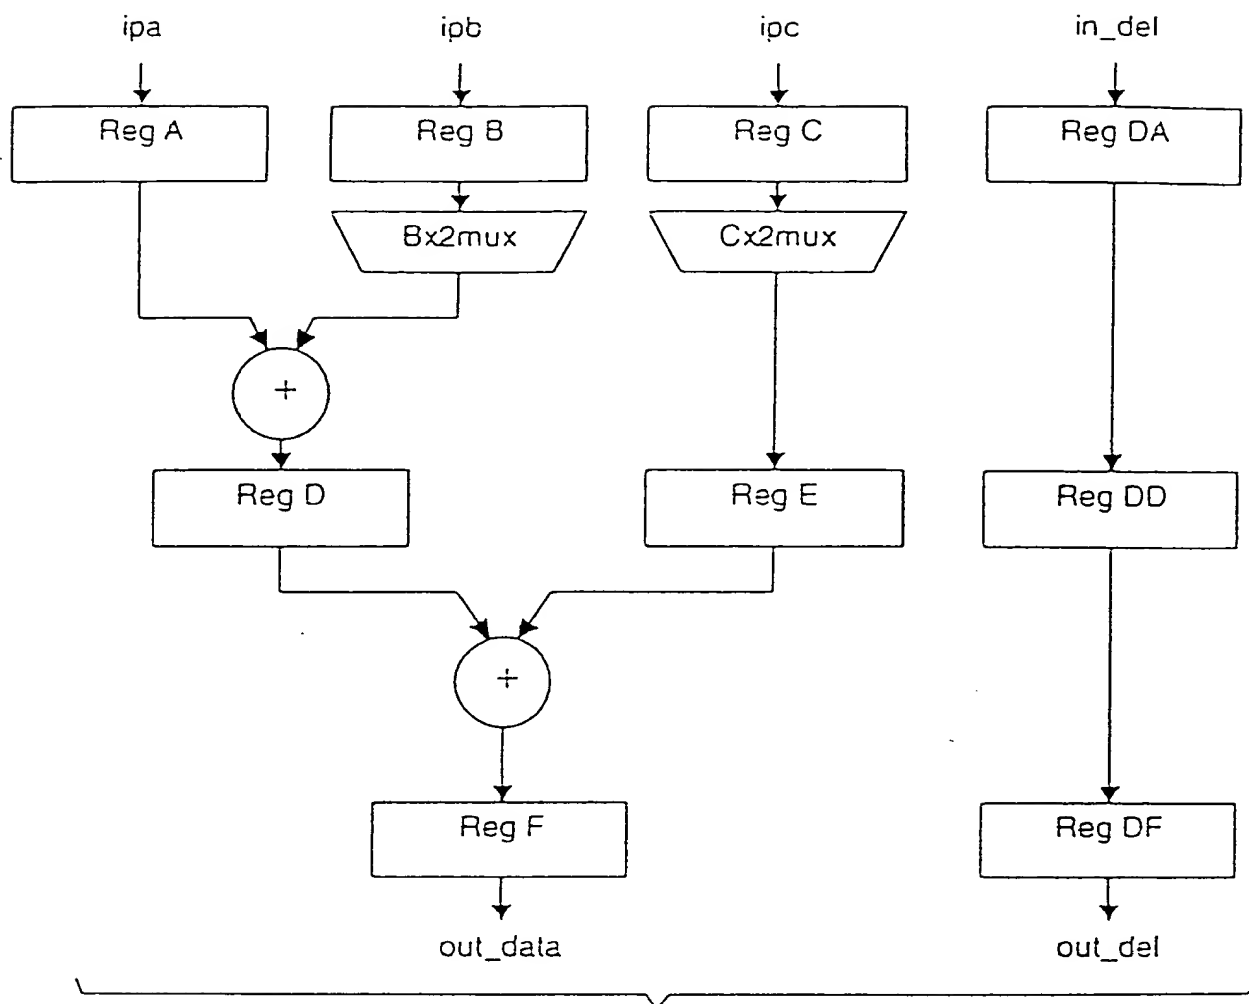 ipa ipb ipc in_del
Reg A Reg B Reg C Reg DA
Bx2mux Cx2mux
+
Reg D Reg E Reg DD
+
Reg F Reg DF
out_data out_del